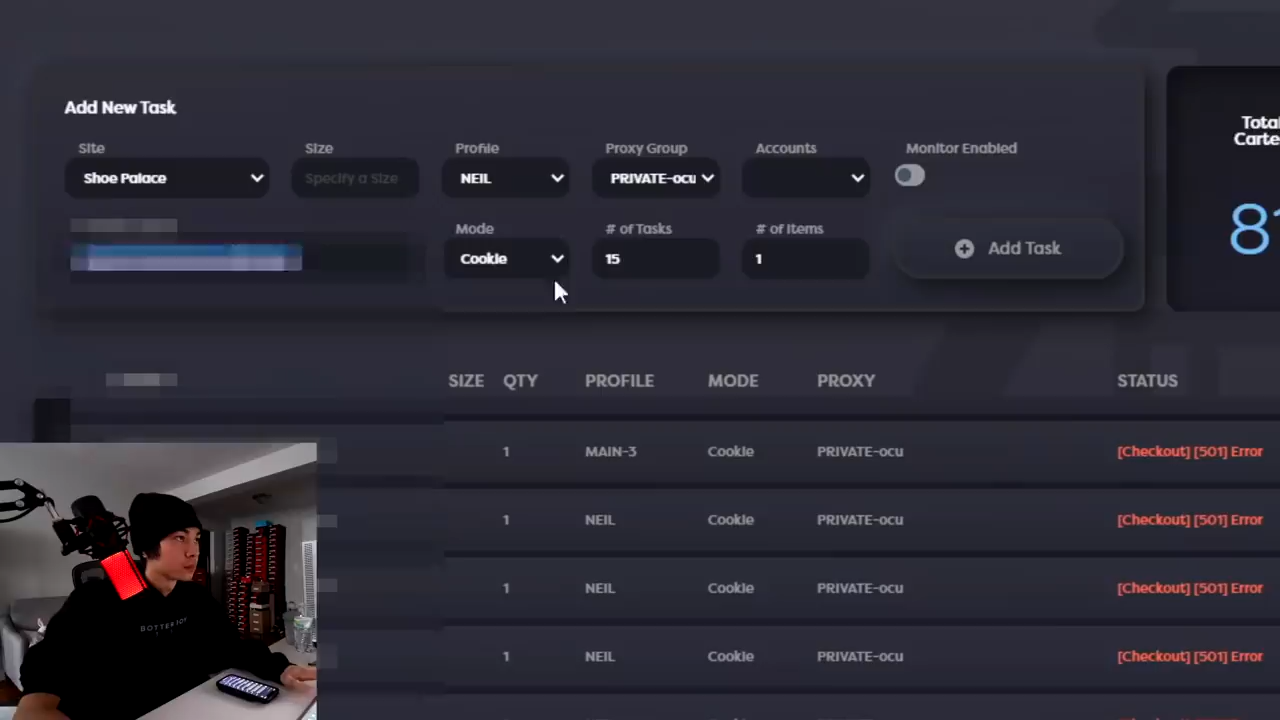 Add New Task
Site
Size
Profile
Proxy Group
Accounts
Monitor Enabled
Shoe Palace
Specify a Size
NEIL
PRIVATE-ocu
Mode
# of Tasks
# of Items
Cookie
15
1
Add Task
Total
Carte
81
SIZE QTY PROFILE MODE PROXY STATUS
1 MAIN-3 Cookie PRIVATE-ocu [Checkout] [501] Error
1 NEIL Cookie PRIVATE-ocu [Checkout] [501] Error
1 NEIL Cookie PRIVATE-ocu [Checkout] [501] Error
1 NEIL Cookie PRIVATE-ocu [Checkout] [501] Error